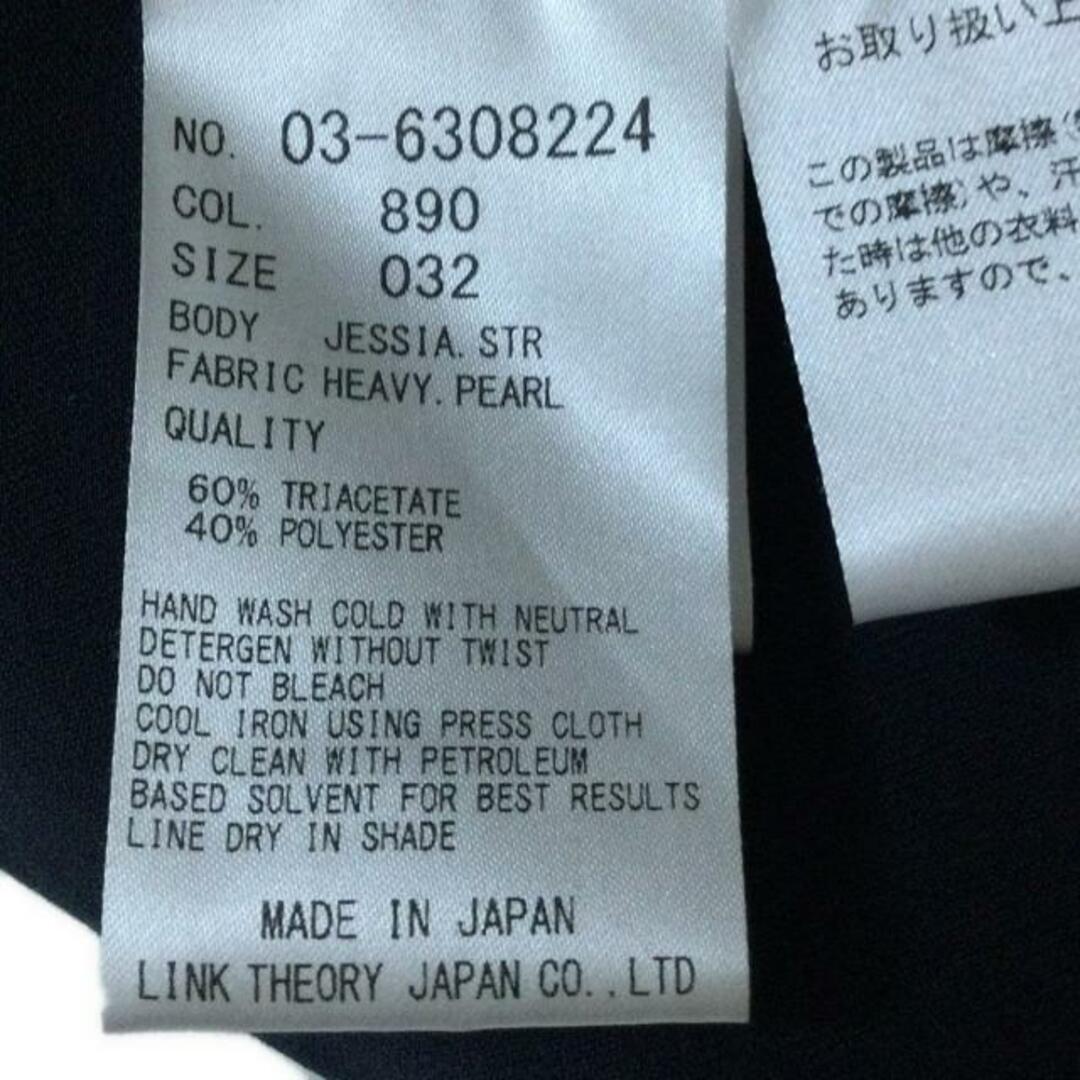 NO. 03-6308224
COL. 890
SIZE 032
BODY JESSIA. STR
FABRIC HEAVY. PEARL
QUALITY
60% TRIACETATE
40% POLYESTER
HAND WASH COLD WITH NEUTRAL
DETERGEN WITHOUT TWIST
DO NOT BLEACH
COOL IRON USING PRESS CLOTH
DRY CLEAN WITH PETROLEUM
BASED SOLVENT FOR BEST RESULTS
LINE DRY IN SHADE
MADE IN JAPAN
LINK THEORY JAPAN CO., LTD
お取り扱い上
この製品は摩擦(
での摩擦)や、汗
た時は他の衣料
ありますので、